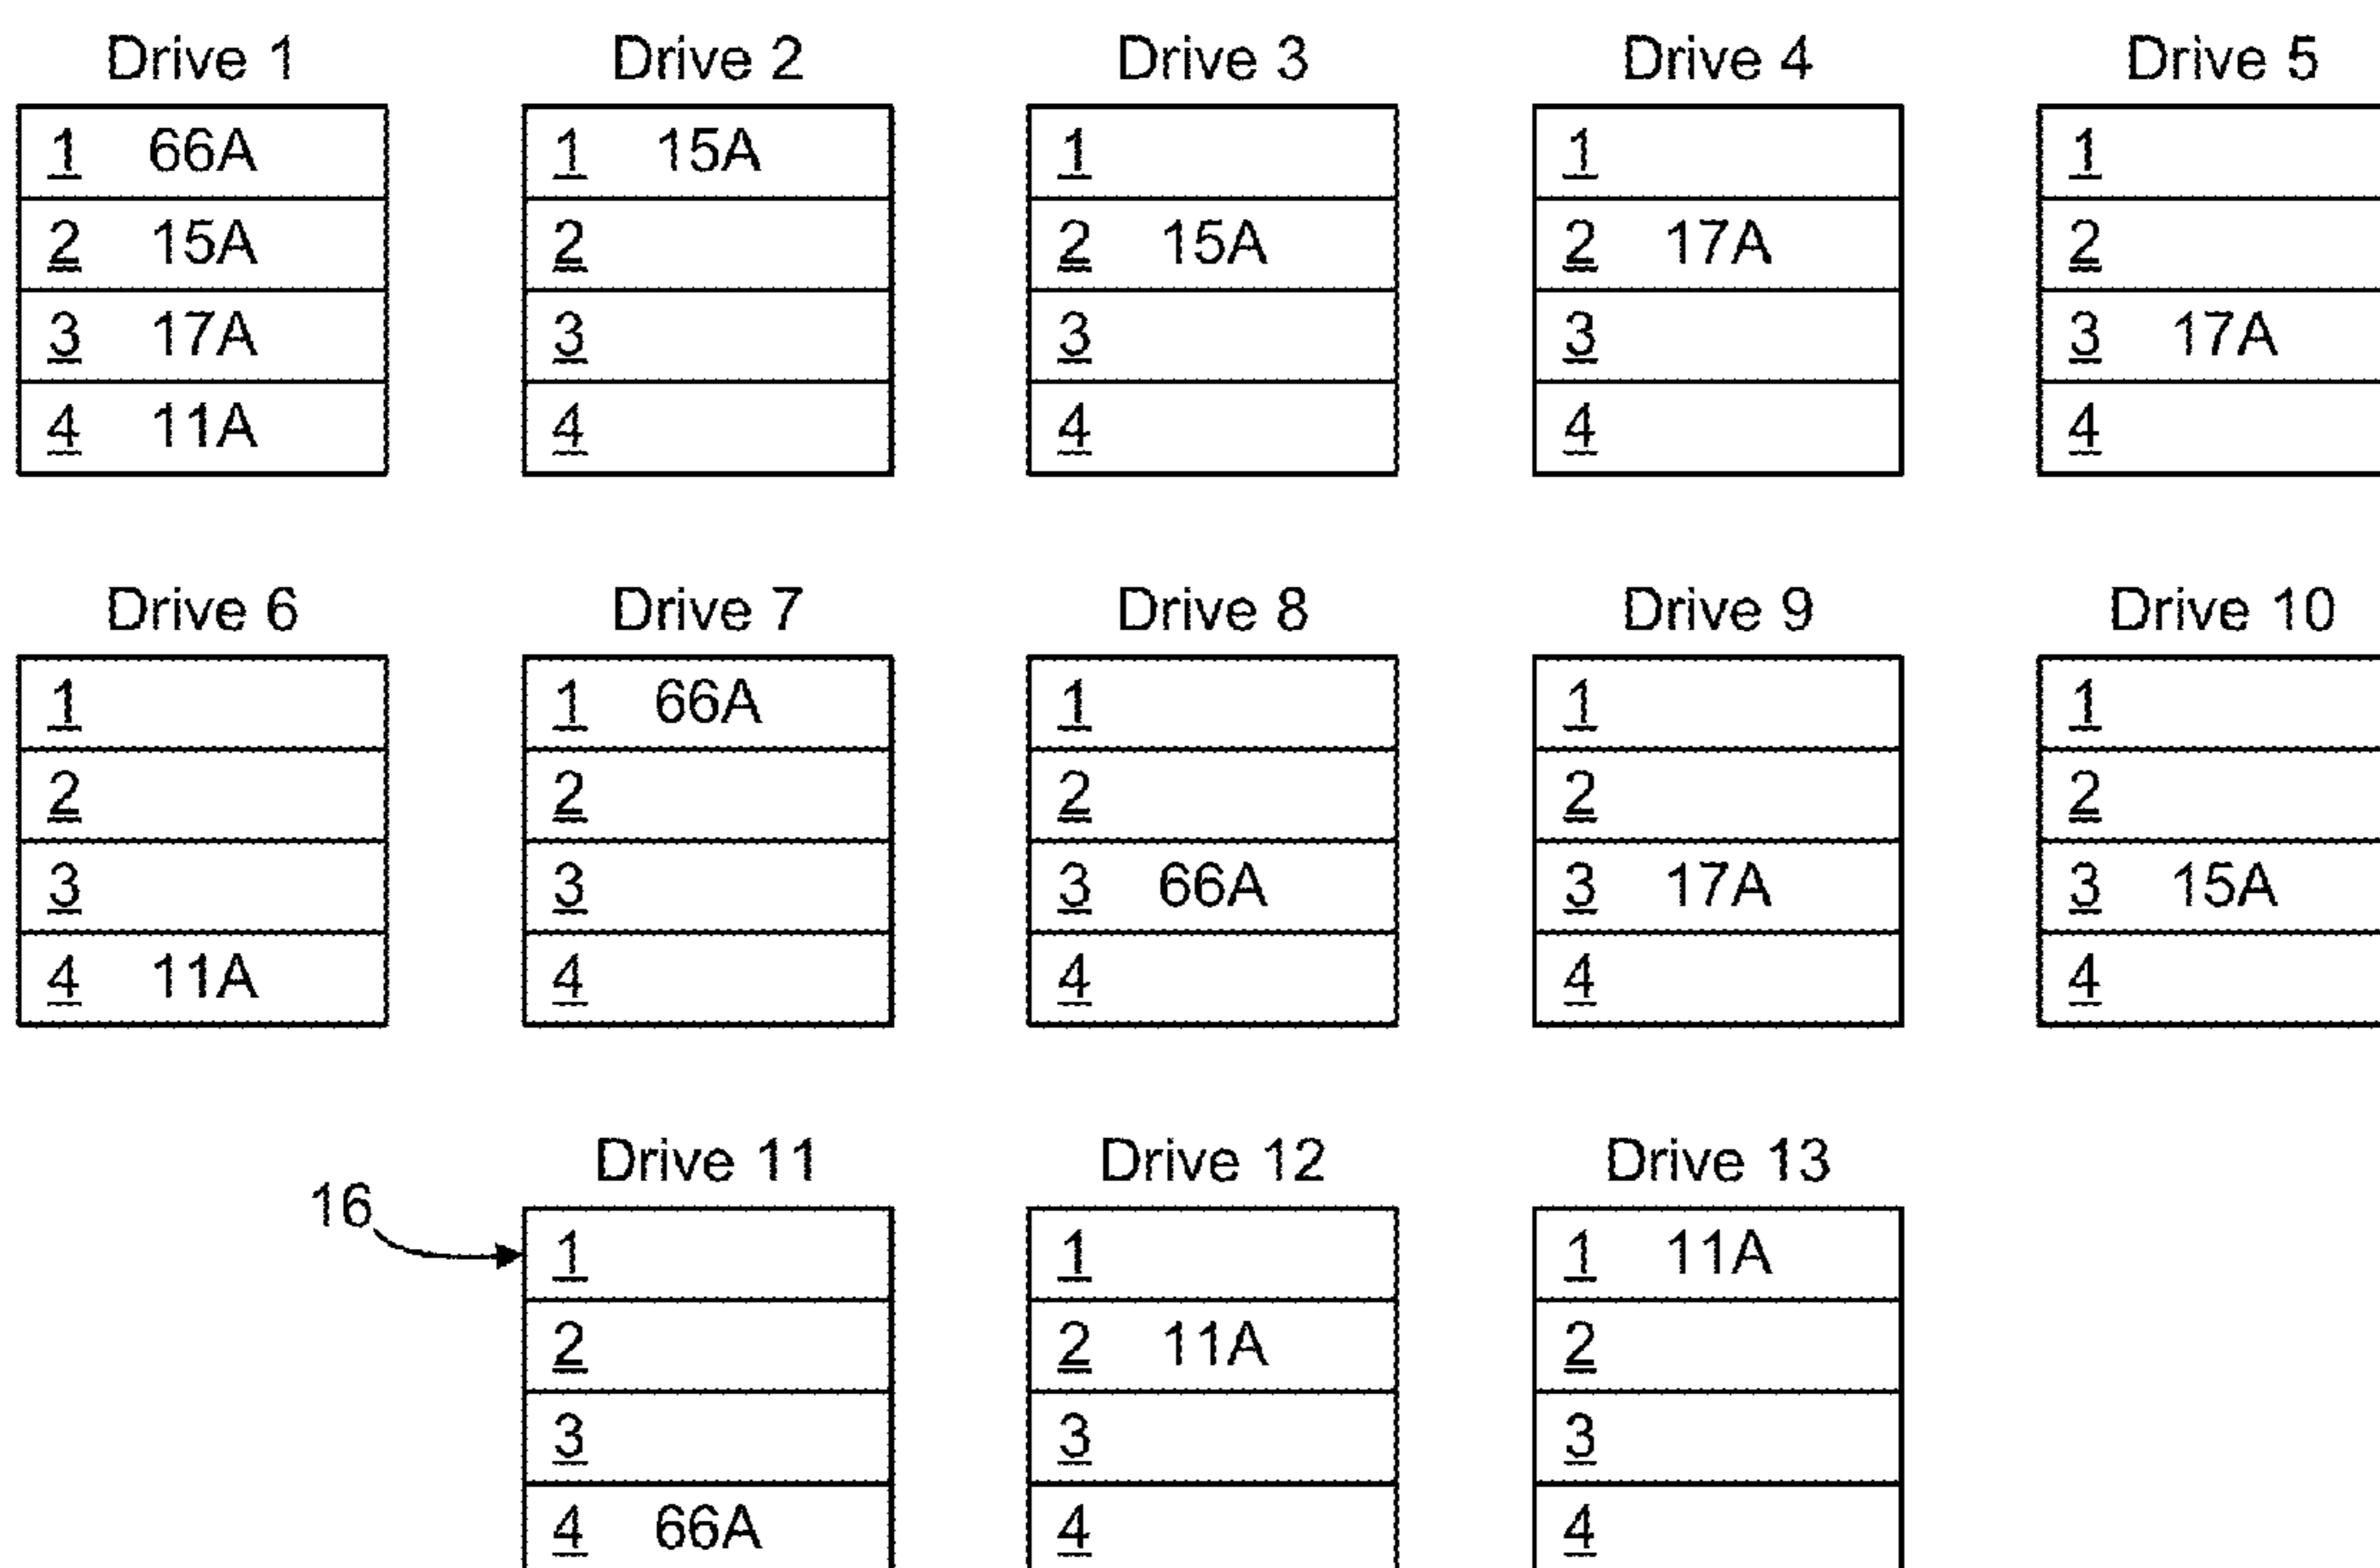 Drive 1 Drive 2 Drive 3 Drive 4 Drive 5
1 66A 1 15A 1 1 1
2 15A 2 2 15A 2 17A 2
3 17A 3 3 3 3 17A
4 11A 4 4 4 4
Drive 6 Drive 7 Drive 8 Drive 9 Drive 10
1 1 66A 1 1 1
2 2 2 2 2
3 3 3 66A 3 17A 3 15A
4 11A 4 4 4 4
Drive 11 Drive 12 Drive 13
16 1 1 1 11A
2 2 11A 2
3 3 3
4 66A 4 4